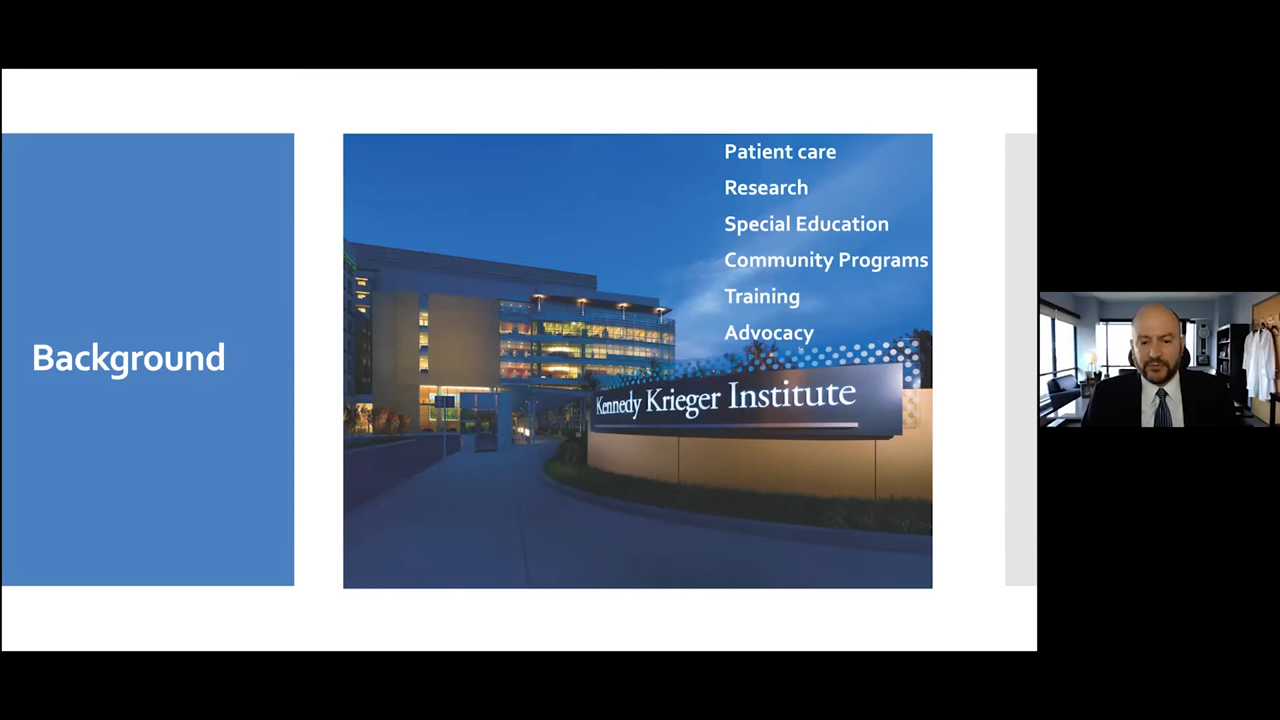 Background
Patient care
Research
Special Education
Community Programs
Training
Advocacy
Kennedy Krieger Institute